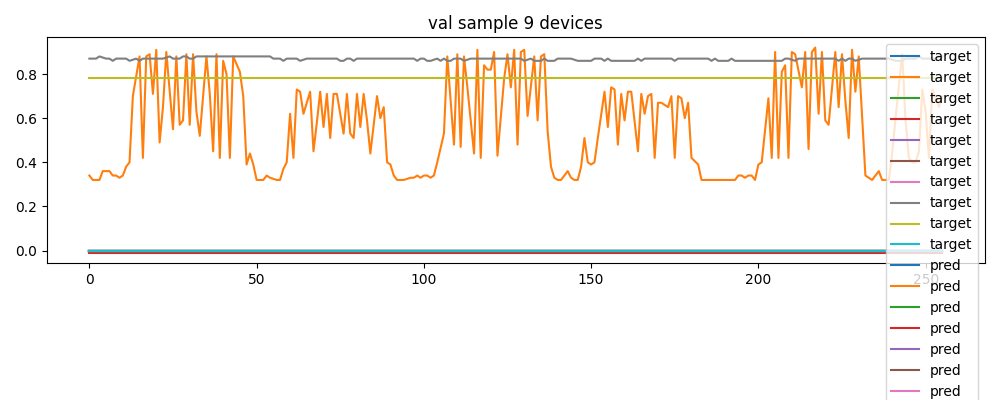 val sample 9 devices
0.8
0.6
0.4
0.2
0.0
0 50 100 150 200 250
target
target
target
target
target
target
target
target
target
target
pred
pred
pred
pred
pred
pred
pred